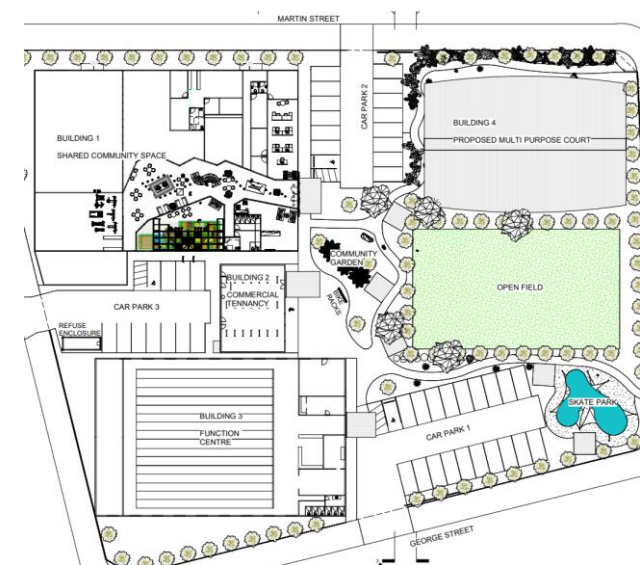 MARTIN STREET
CAR PARK 2
BUILDING 4
PROPOSED MULTI PURPOSE COURT
BUILDING 1
SHARED COMMUNITY SPACE
COMMUNITY
GARDEN
BUILDING 2
COMMERCIAL
TENNANCY
OPEN FIELD
BIKE
RACKS
CAR PARK 3
REFUSE
ENCLOSURE
SKATE PARK
BUILDING 3
FUNCTION
CENTRE
CAR PARK 1
GEORGE STREET